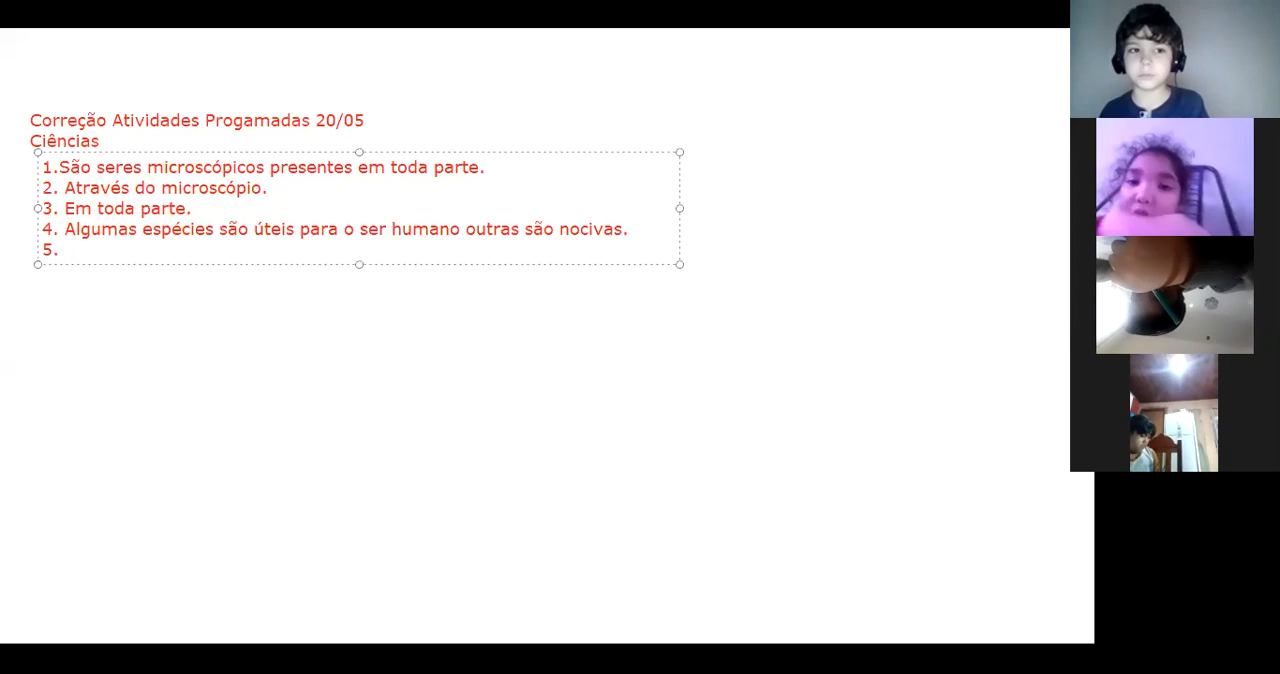 Correção Atividades Progamadas 20/05
Ciências
1.São seres microscópicos presentes em toda parte.
2. Através do microscópio.
3. Em toda parte.
4. Algumas espécies são úteis para o ser humano outras são nocivas.
5.